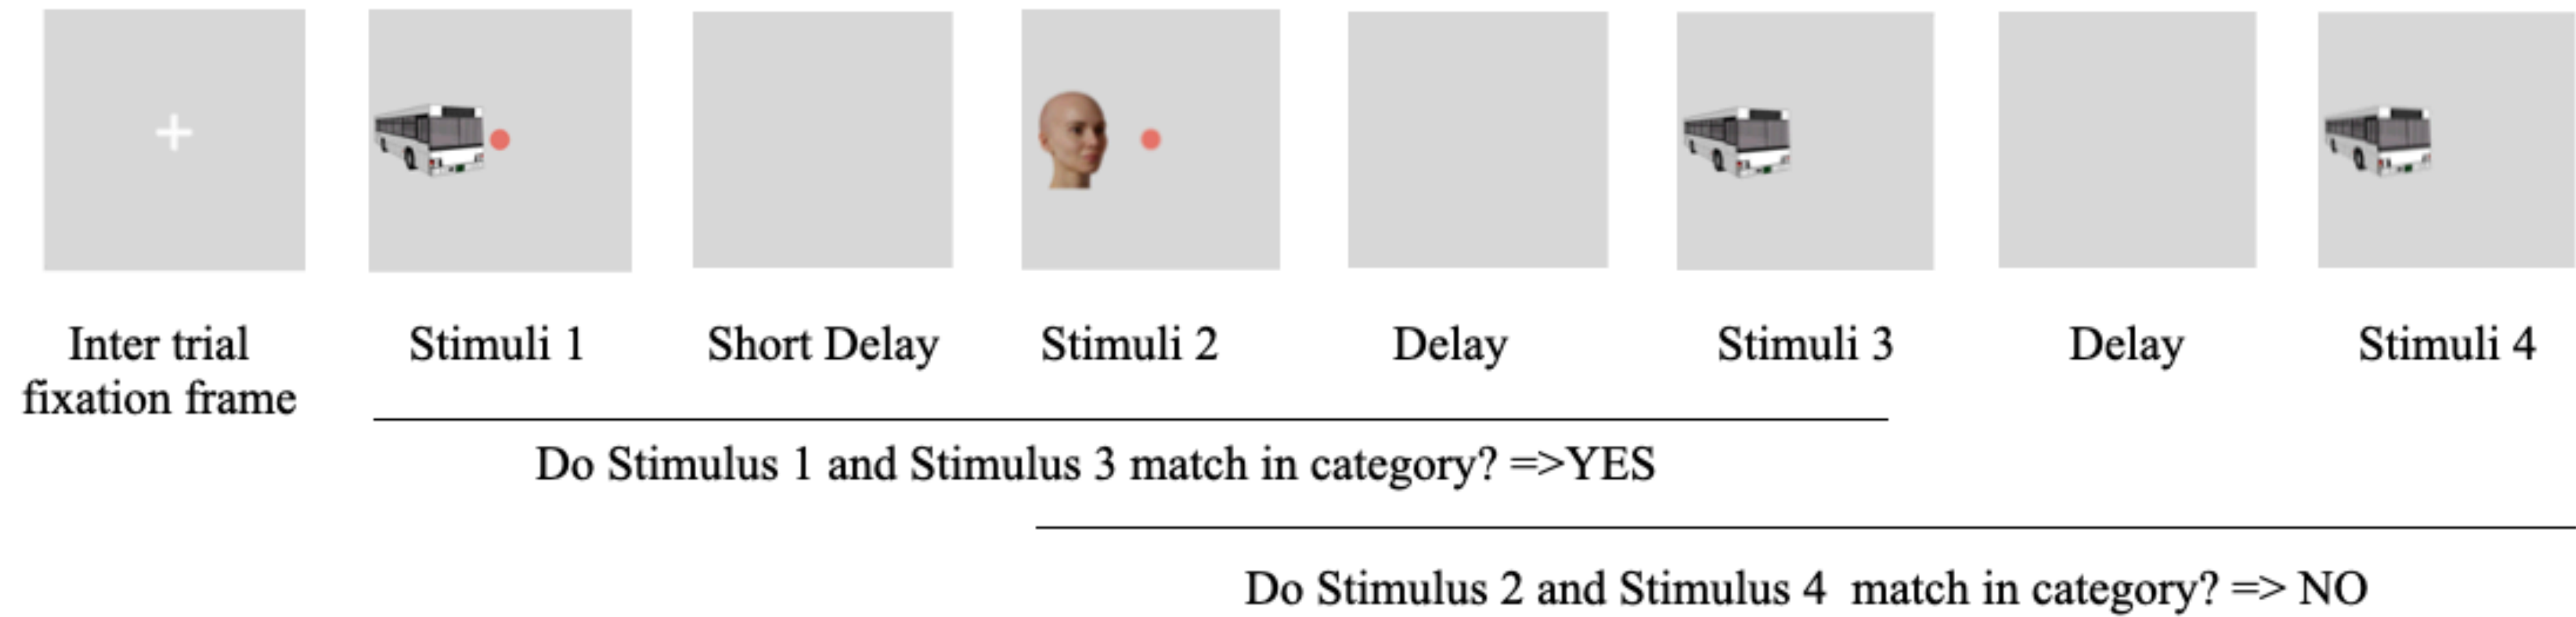 Inter trial
fixation frame
Stimuli 1
Short Delay
Stimuli 2
Delay
Stimuli 3
Delay
Stimuli 4
Do Stimulus 1 and Stimulus 3 match in category? =>YES
Do Stimulus 2 and Stimulus 4 match in category? => NO